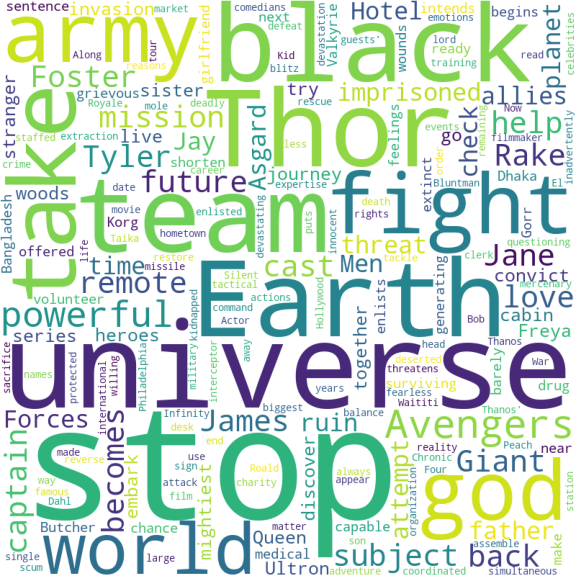 sentence
invasion
market
Hotel
comedians
next
intends
begins
army
black
planet
Foster
girlfriend
Valkyrie
wounds
Kid
blitz
lord
training
ready
read
celebrities
Along
tour
reasons
defeat
devastation
emotions
guests'
stranger
grievous
sister
try
imprisoned
allies
Royale
mole
deadly
rescue
Now
filmmaker
mission
Asgard
Thor
help
crime
staffed
extraction
live
Jay
feelings
go
check
Rake
El
inadvertently
take
Tyler
shorten
career
journey
less
events
remaining
order
extinct
Dhaka
Bluntman
woods
date
future
expertise
puts
team
fight
Bangladesh
Korg
hometown
enlisted
death
rights
innocent
questioning
Gorr
movie
offered
Taika
devastating
threat
tackle
clerk
Jane
time
cast
Men
mercenary
life
missile
restore
Silent
tactical
Earth
convict
remote
volunteer
actions
Hollywood
enlists
generating
love
powerful
Philadelphia
military
kidnapped
command
Actor
together
cabin
Bob
Freya
series
heroes
interceptor
away
head
deserted
Thanos
barely
drug
sacrifice
names
protected
international
willing
universe
years
threatens
War
fearless
Waititi
surviving
Infinity
biggest
balance
Thanos'
Forces
becomes
James
ruin
Avengers
captain
made
reverse
desk
use
sign
discover
reality
Peach
near
way
famous
embark
mightiest
end
attack
film
Roald
charity
always
appear
attempt
Chronic
Four
Giant
station
Dahl
Butcher
chance
stop
god
father
organization
make
single
scum
world
Queen
medical
matter
capable
son
subject
back
assemble
large
Ultron
adventure
coordinated
simultaneous